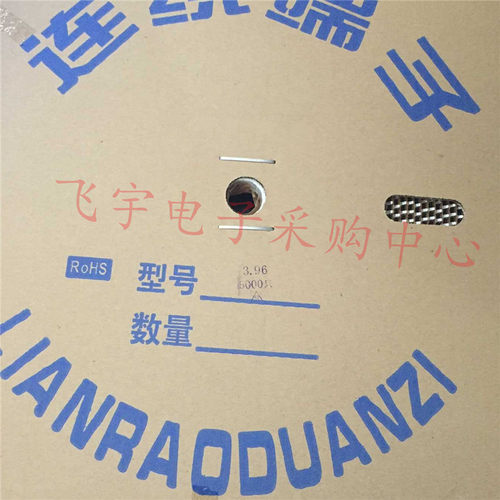 连绕端子
飞宇电子采购中心
RoHS
型号 3.96
5000只
数量
LIANRAODUANZI